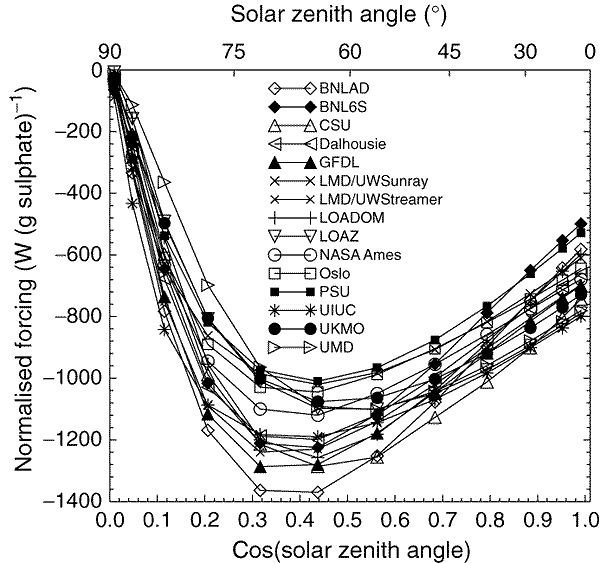 Solar zenith angle (°)
90 75 60 45 30 0
Normalised forcing (W (g sulphate)−1)
0
−200
−400
−600
−800
−1000
−1200
−1400
BNLAD
BNL6S
CSU
Dalhousie
GFDL
LMD/UWSunray
LMD/UWStreamer
LOADOM
LOAZ
NASA Ames
Oslo
PSU
UIUC
UKMO
UMD
0.0 0.1 0.2 0.3 0.4 0.5 0.6 0.7 0.8 0.9 1.0
Cos(solar zenith angle)